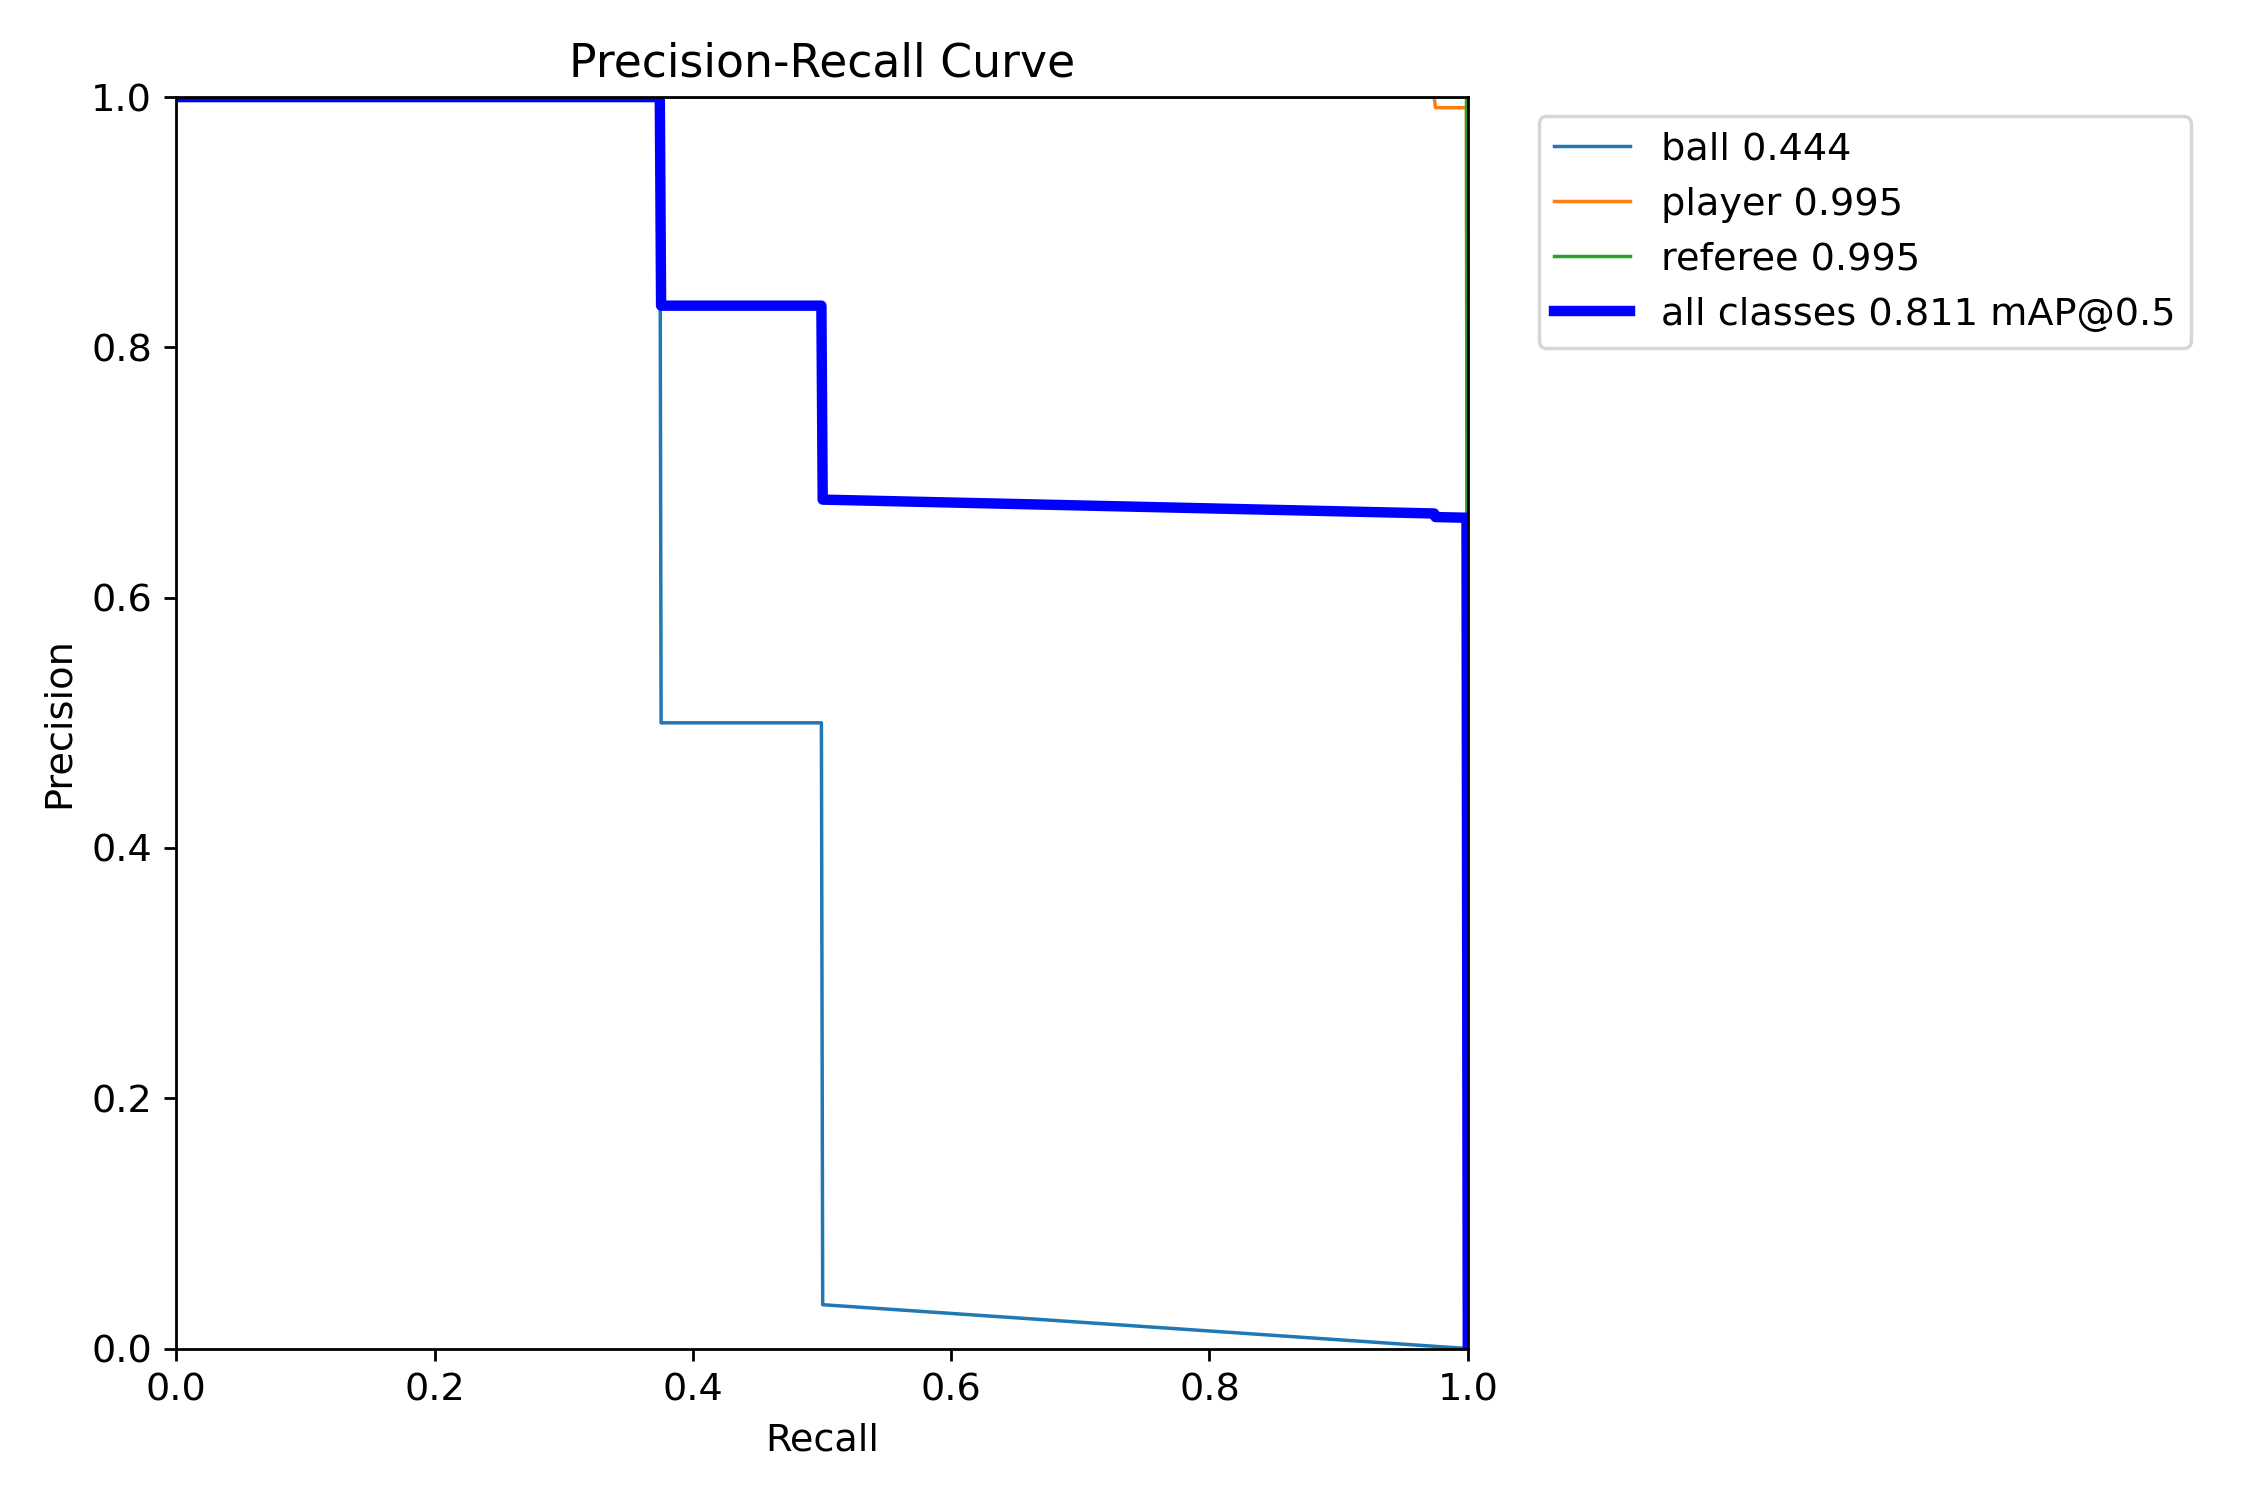 Precision-Recall Curve
1.0
0.8
0.6
0.4
0.2
0.0
Precision
0.0 0.2 0.4 0.6 0.8 1.0
Recall
ball 0.444
player 0.995
referee 0.995
all classes 0.811 mAP@0.5